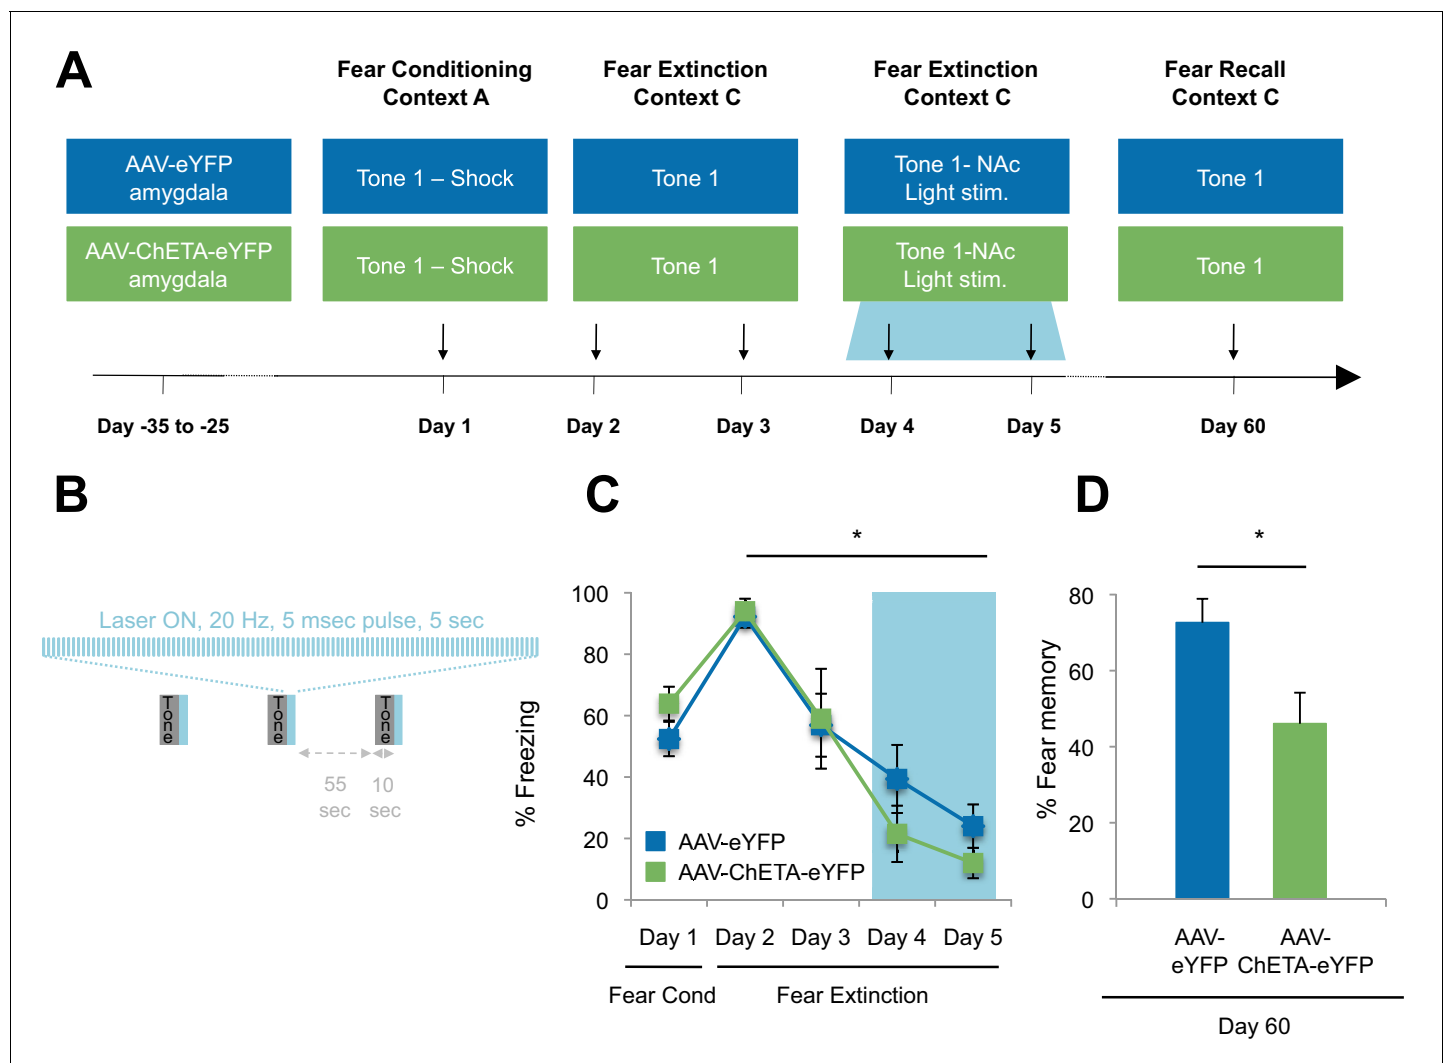 A
Fear Conditioning
Context A
Fear Extinction
Context C
Fear Extinction
Context C
Fear Recall
Context C
AAV-eYFP
amygdala
Tone 1 – Shock
Tone 1
Tone 1- NAc
Light stim.
Tone 1
AAV-ChETA-eYFP
amygdala
Tone 1 – Shock
Tone 1
Tone 1-NAc
Light stim.
Tone 1
Day -35 to -25
Day 1
Day 2
Day 3
Day 4
Day 5
Day 60
B
Laser ON, 20 Hz, 5 msec pulse, 5 sec
Tone
Tone
Tone
55
sec
10
sec
C
*
% Freezing
100
80
60
40
20
0
AAV-eYFP
AAV-ChETA-eYFP
Day 1
Day 2
Day 3
Day 4
Day 5
Fear Cond
Fear Extinction
D
*
% Fear memory
80
60
40
20
0
AAV-
eYFP
AAV-
ChETA-eYFP
Day 60